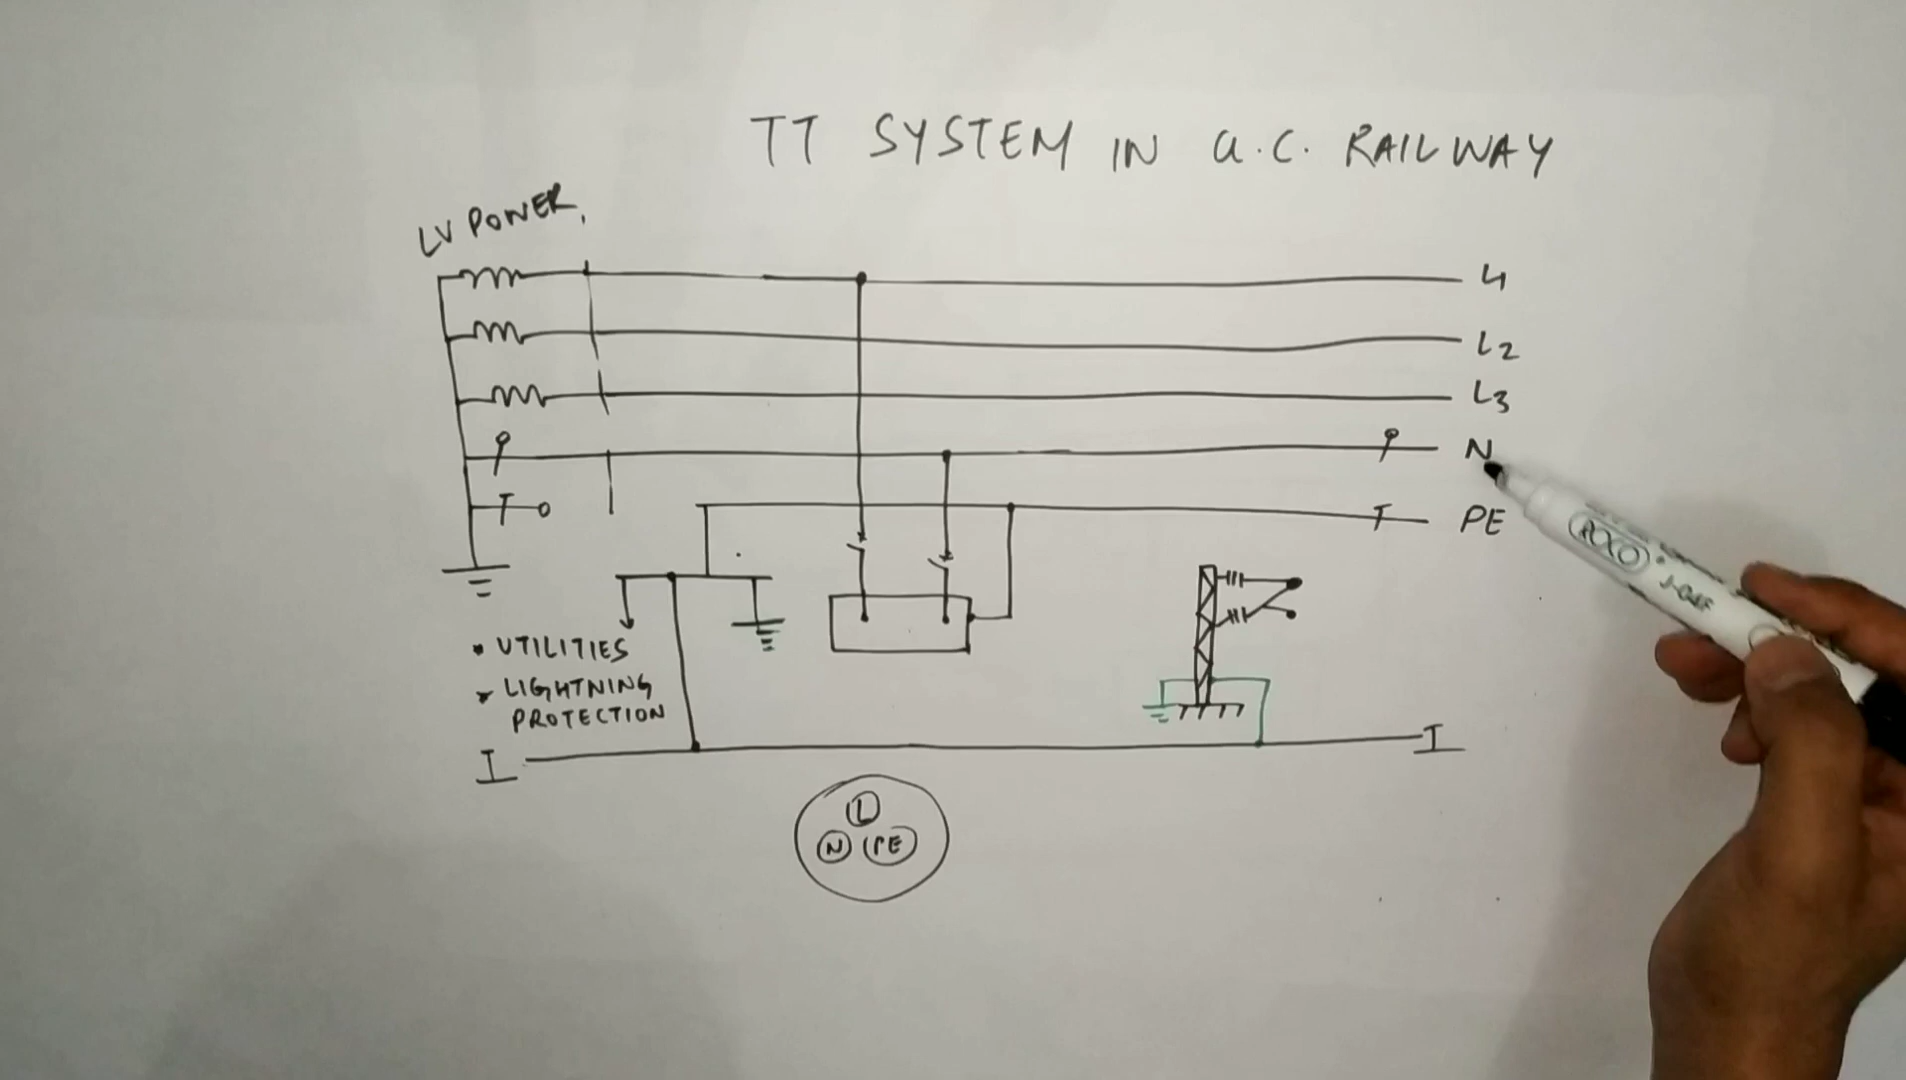 TT SYSTEM IN a.c. RAILWAY
LV POWER
L1
L2
L3
N
PE
• UTILITIES
• LIGHTNING
PROTECTION
L
N PE